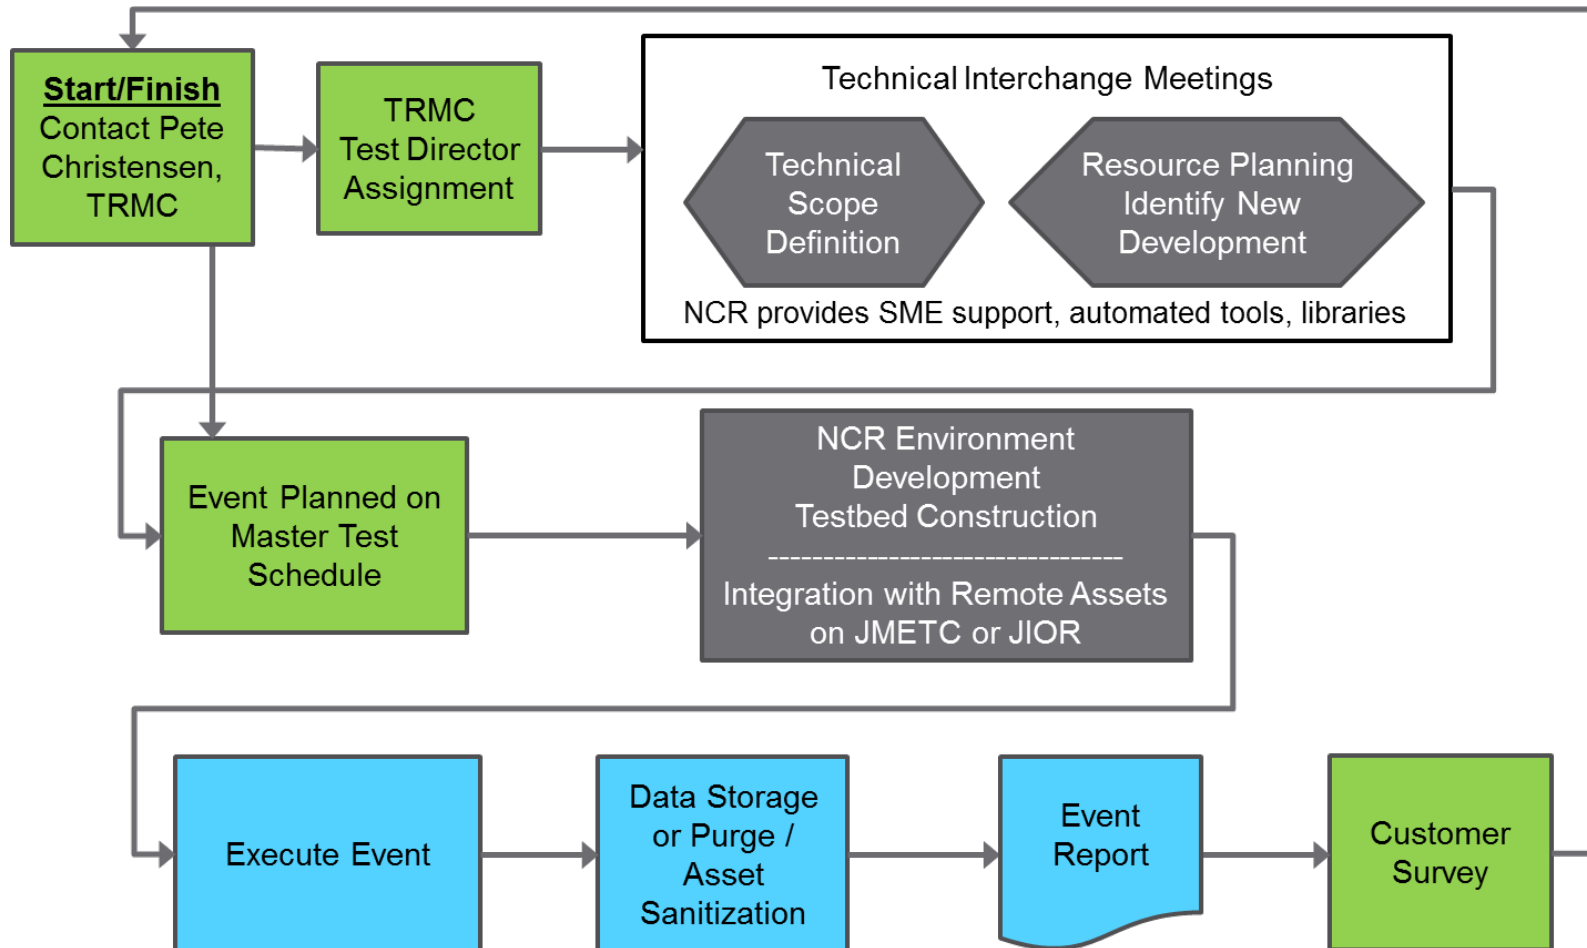 Start/Finish
Contact Pete
Christensen,
TRMC
TRMC
Test Director
Assignment
Technical Interchange Meetings
Technical
Scope
Definition
Resource Planning
Identify New
Development
NCR provides SME support, automated tools, libraries
Event Planned on
Master Test
Schedule
NCR Environment
Development
Testbed Construction
--------------------------------
Integration with Remote Assets
on JMETC or JIOR
Execute Event
Data Storage
or Purge /
Asset
Sanitization
Event
Report
Customer
Survey